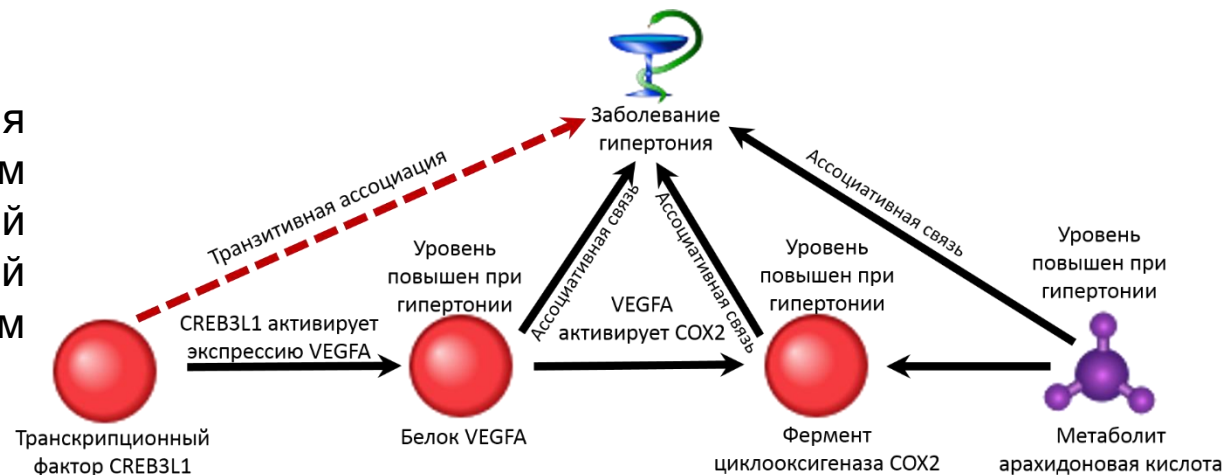 Заболевание
гипертония
я
м
й
й
м
Транзитивная ассоциация
Ассоциативная связь
Ассоциативная связь
Ассоциативная связь
Уровень
повышен при
гипертонии
VEGFA
активирует COX2
Уровень
повышен при
гипертонии
Уровень
повышен при
гипертонии
CREB3L1 активирует
экспрессию VEGFA
Транскрипционный
фактор CREB3L1
Белок VEGFA
Фермент
циклооксигеназа COX2
Метаболит
арахидоновая кислота